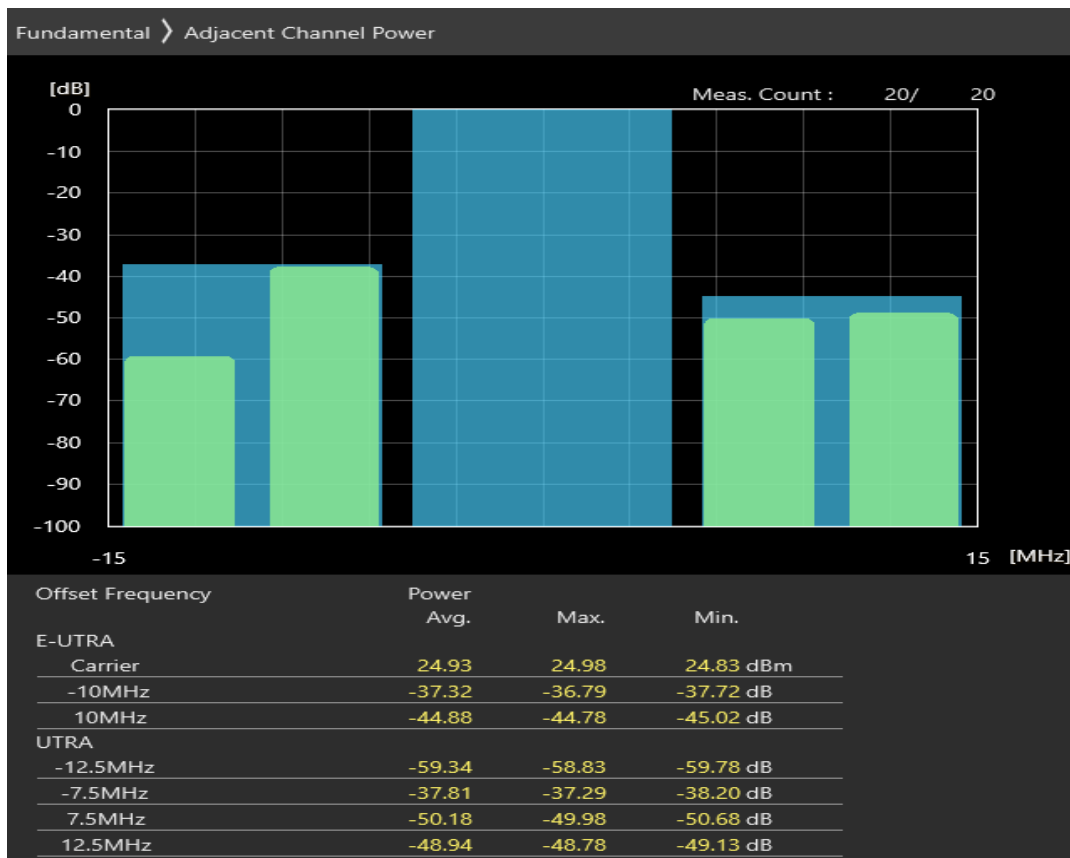 Fundamental 〉 Adjacent Channel Power
[dB]
Meas. Count : 20/ 20
0
-10
-20
-30
-40
-50
-60
-70
-80
-90
-100
-15 15 [MHz]
Offset Frequency Power
Avg. Max. Min.
E-UTRA
Carrier 24.93 24.98 24.83 dBm
-10MHz -37.32 -36.79 -37.72 dB
10MHz -44.88 -44.78 -45.02 dB
UTRA
-12.5MHz -59.34 -58.83 -59.78 dB
-7.5MHz -37.81 -37.29 -38.20 dB
7.5MHz -50.18 -49.98 -50.68 dB
12.5MHz -48.94 -48.78 -49.13 dB